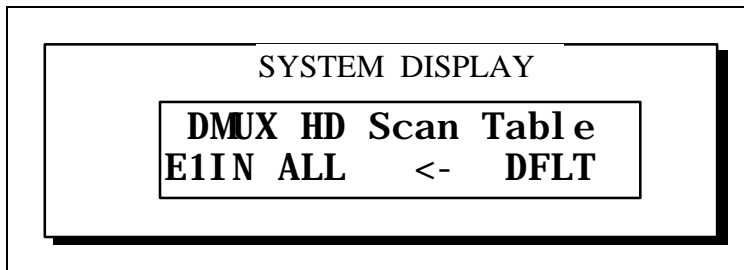 SYSTEM DISPLAY
DMUX HD Scan Table
E1IN ALL <- DFLT